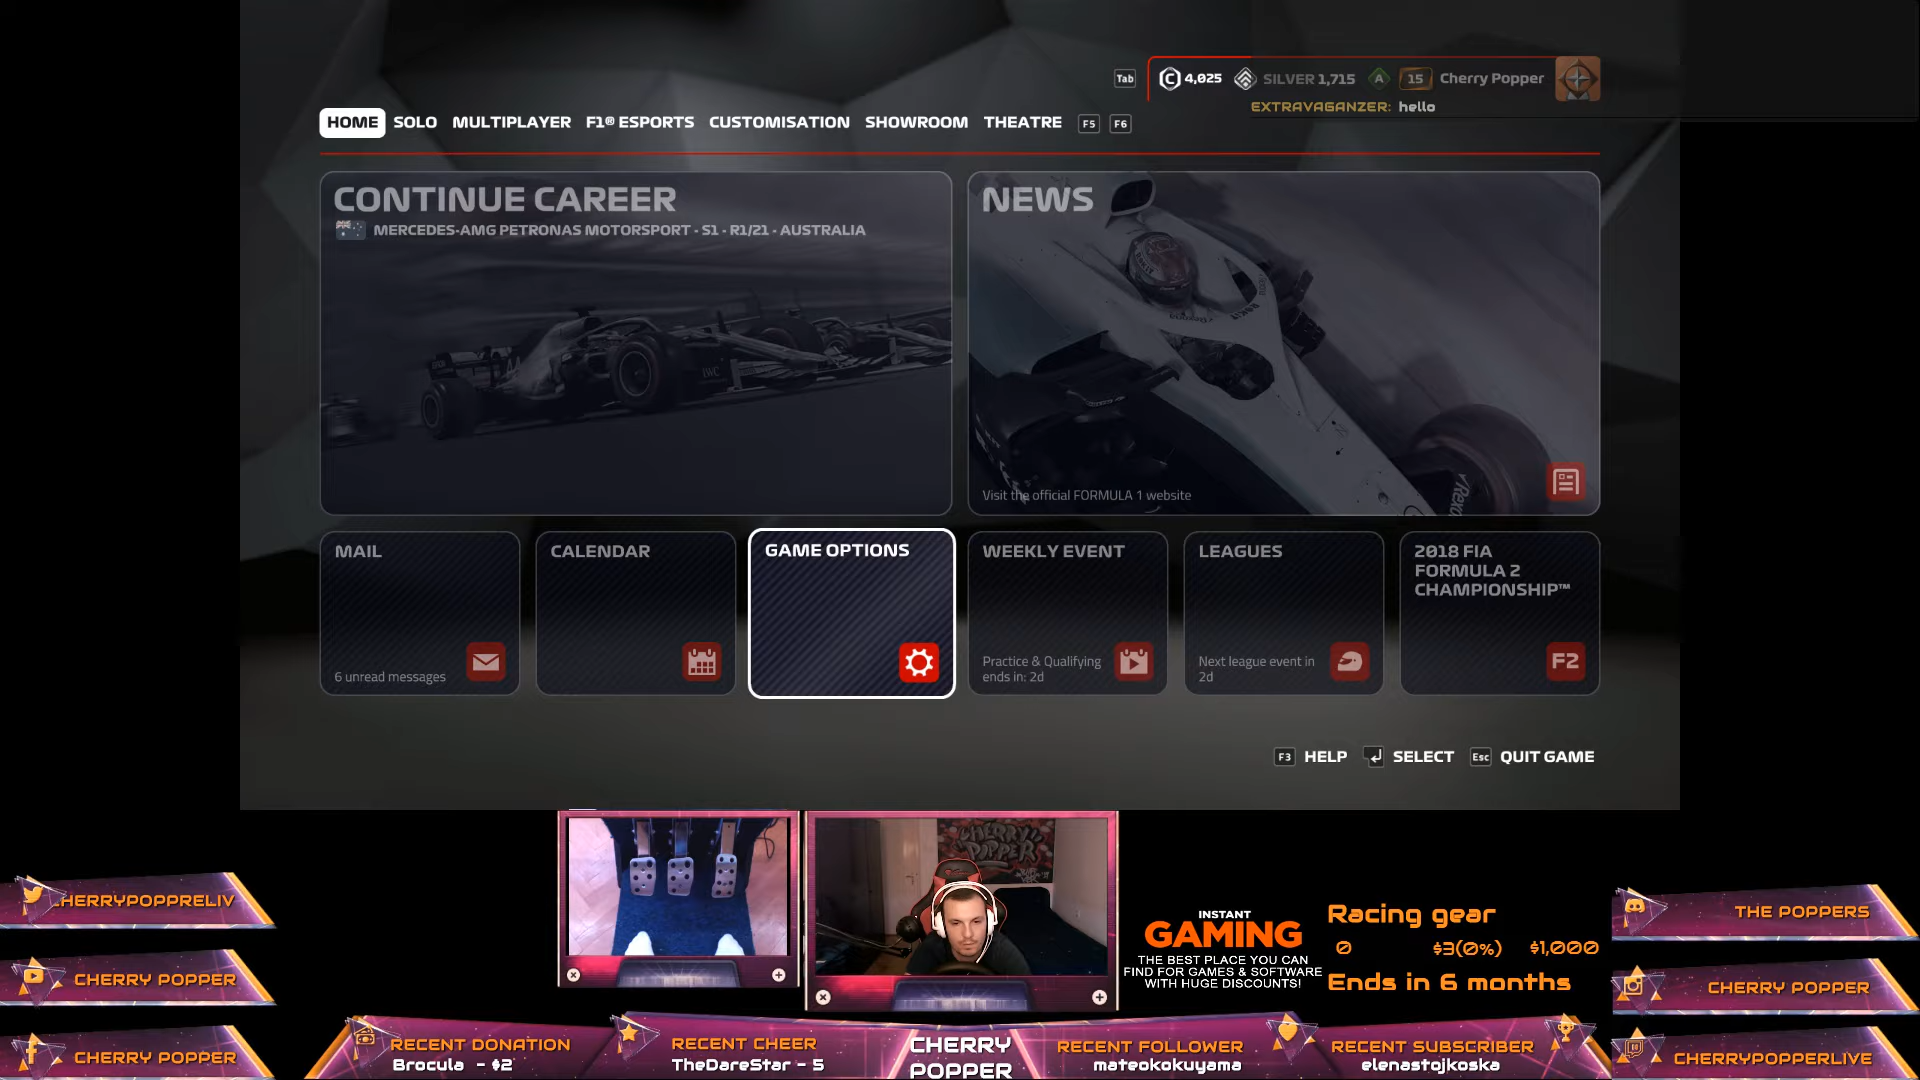 Tab
4,025
SILVER 1,715
A
15
Cherry Popper
EXTRAVAGANZER: hello
HOME
SOLO
MULTIPLAYER
F1® ESPORTS
CUSTOMISATION
SHOWROOM
THEATRE
F5
F6
CONTINUE CAREER
MERCEDES-AMG PETRONAS MOTORSPORT - S1 - R1/21 - AUSTRALIA
NEWS
Visit the official FORMULA 1 website
MAIL
6 unread messages
CALENDAR
GAME OPTIONS
WEEKLY EVENT
Practice & Qualifying
ends in: 2d
LEAGUES
Next league event in
2d
2018 FIA
FORMULA 2
CHAMPIONSHIP™
F2
F3 HELP
SELECT
Esc QUIT GAME
CHERRY
POPPER
HERRYPOPPRELIV
CHERRY POPPER
CHERRY POPPER
INSTANT
GAMING
THE BEST PLACE YOU CAN
FIND FOR GAMES & SOFTWARE
WITH HUGE DISCOUNTS!
Racing gear
0 $3(0%) $1,000
Ends in 6 months
THE POPPERS
CHERRY POPPER
CHERRYPOPPERLIVE
RECENT DONATION
Brocula - $2
RECENT CHEER
TheDareStar - 5
CHERRY
POPPER
RECENT FOLLOWER
mateokokuyama
RECENT SUBSCRIBER
elenastojkoska